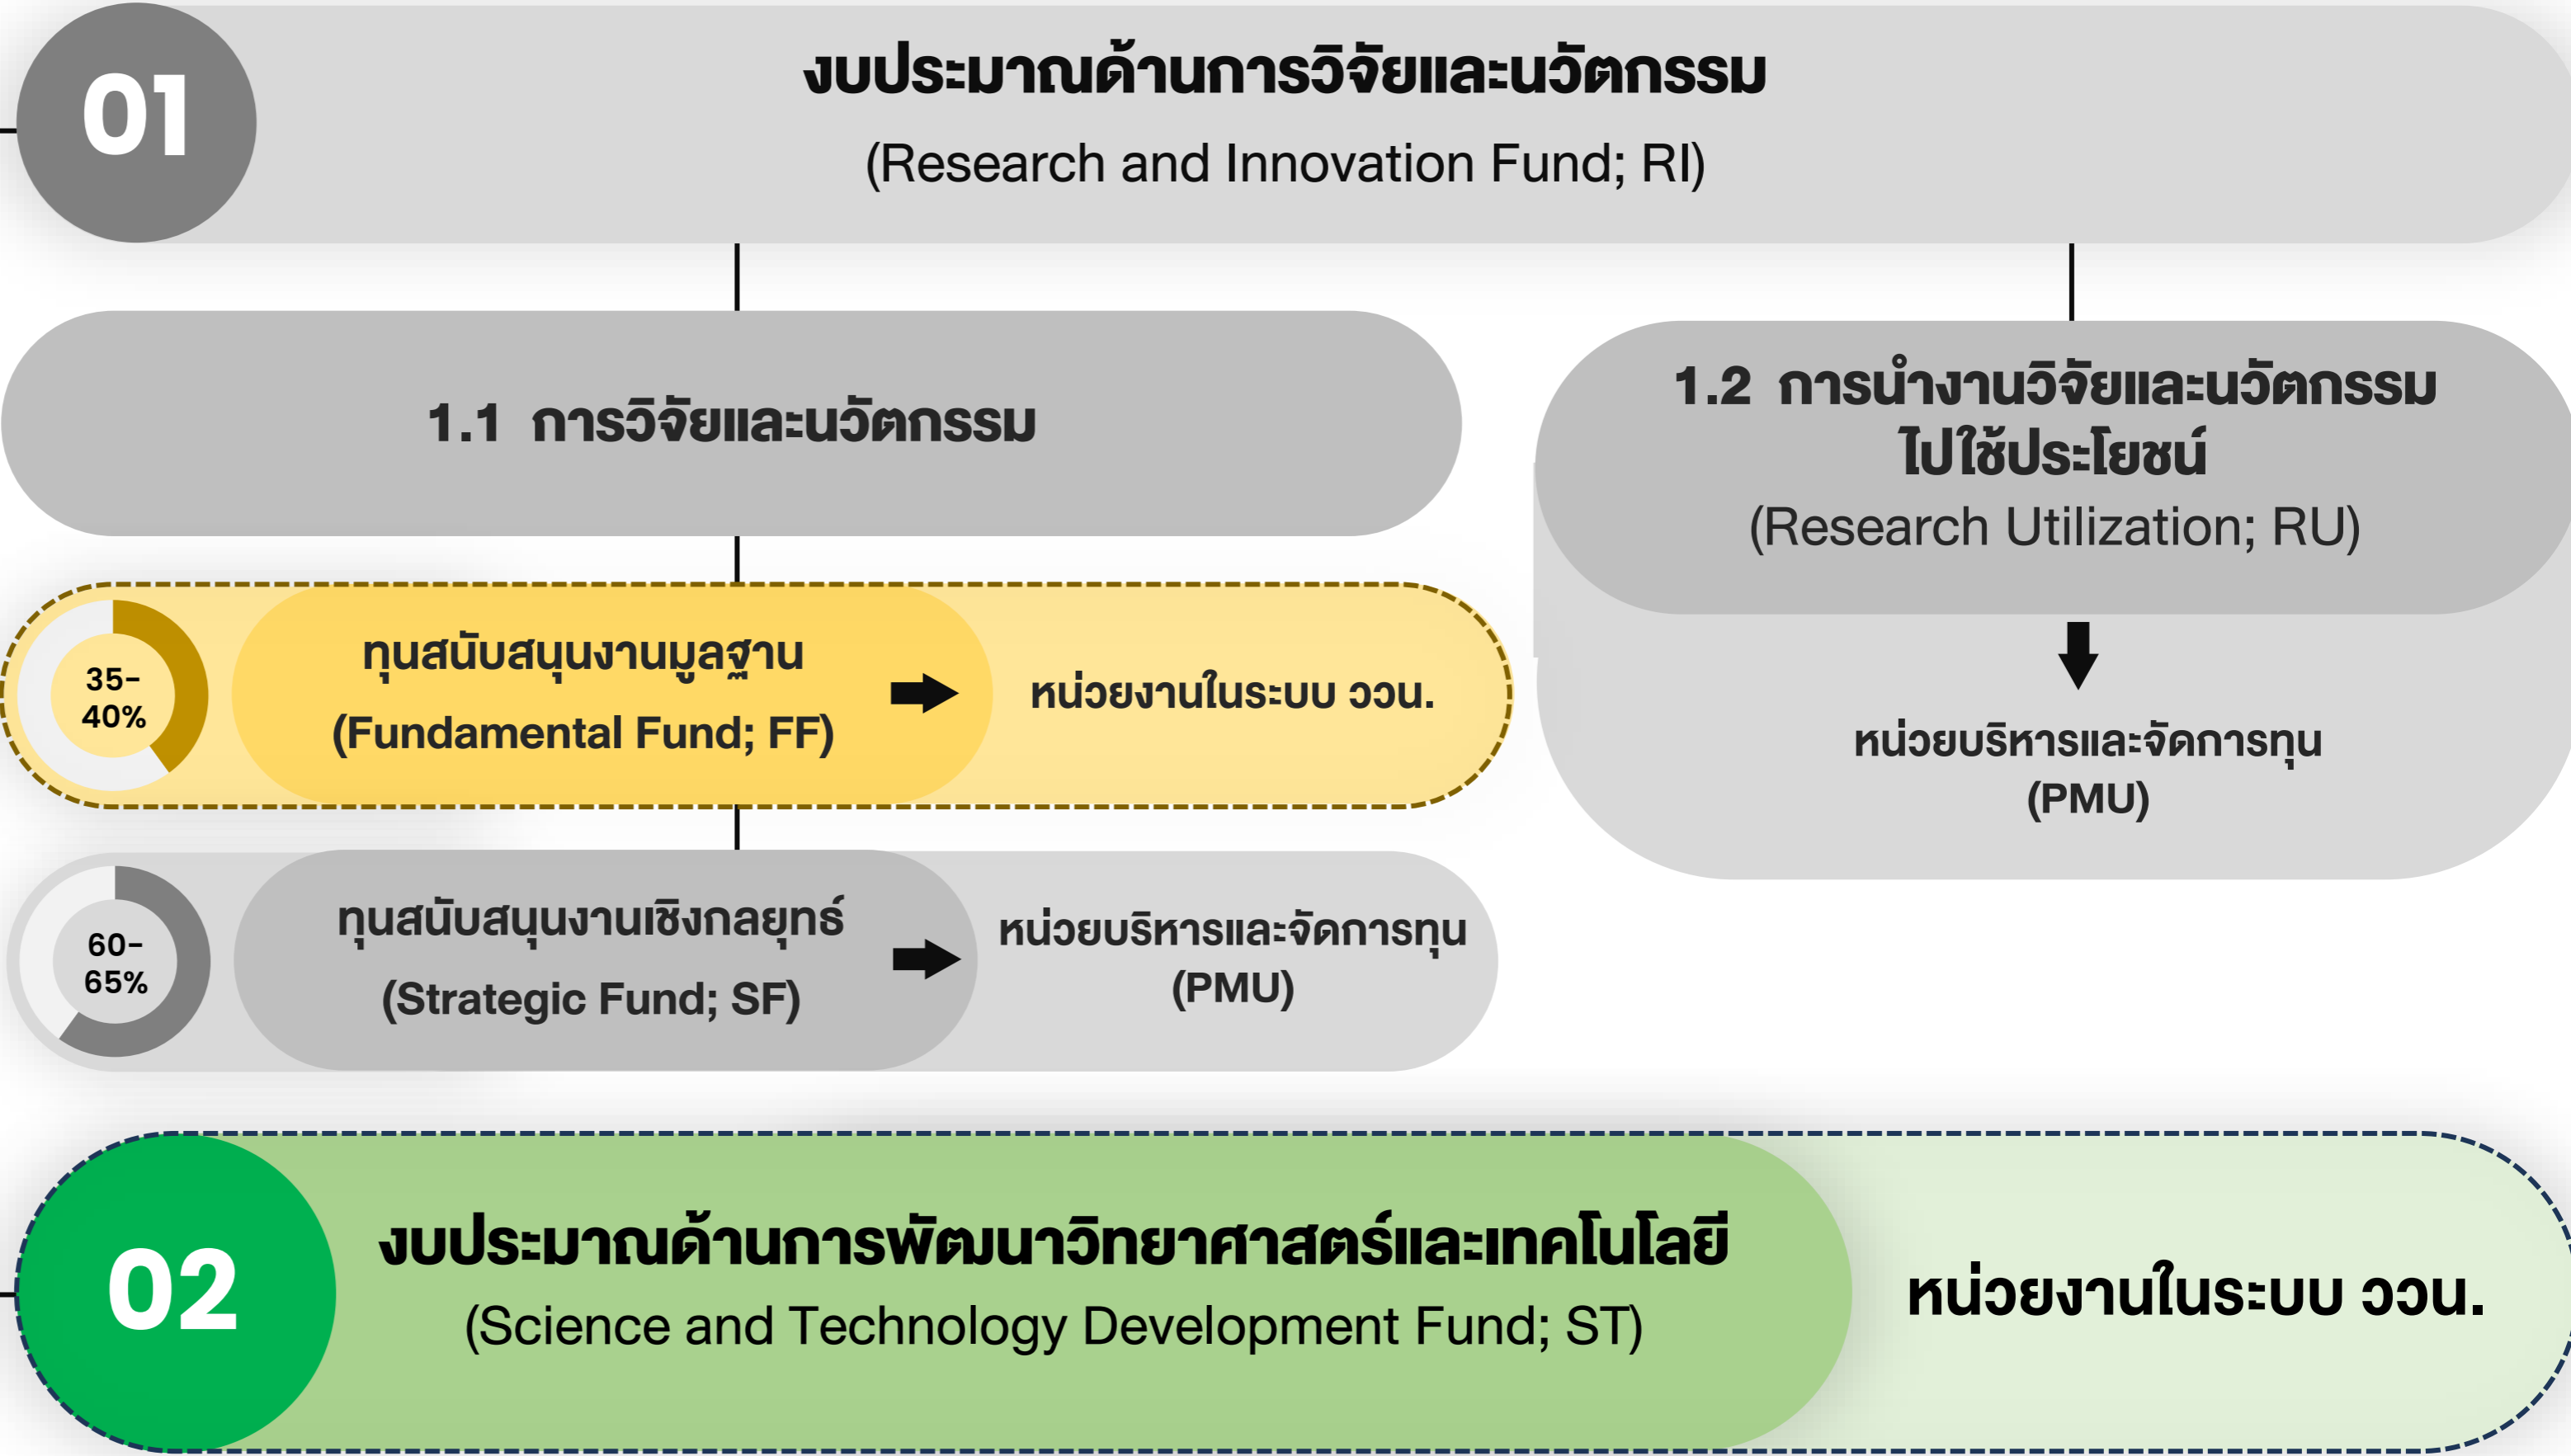 01
งบประมาณด้านการวิจัยและนวัตกรรม
(Research and Innovation Fund; RI)
1.1 การวิจัยและนวัตกรรม
35-
40%
ทุนสนับสนุนงานมูลฐาน
(Fundamental Fund; FF)
หน่วยงานในระบบ ววน.
60-
65%
ทุนสนับสนุนงานเชิงกลยุทธ์
(Strategic Fund; SF)
หน่วยบริหารและจัดการทุน
(PMU)
1.2 การนำงานวิจัยและนวัตกรรม
ไปใช้ประโยชน์
(Research Utilization; RU)
หน่วยบริหารและจัดการทุน
(PMU)
02
งบประมาณด้านการพัฒนาวิทยาศาสตร์และเทคโนโลยี
(Science and Technology Development Fund; ST)
หน่วยงานในระบบ ววน.